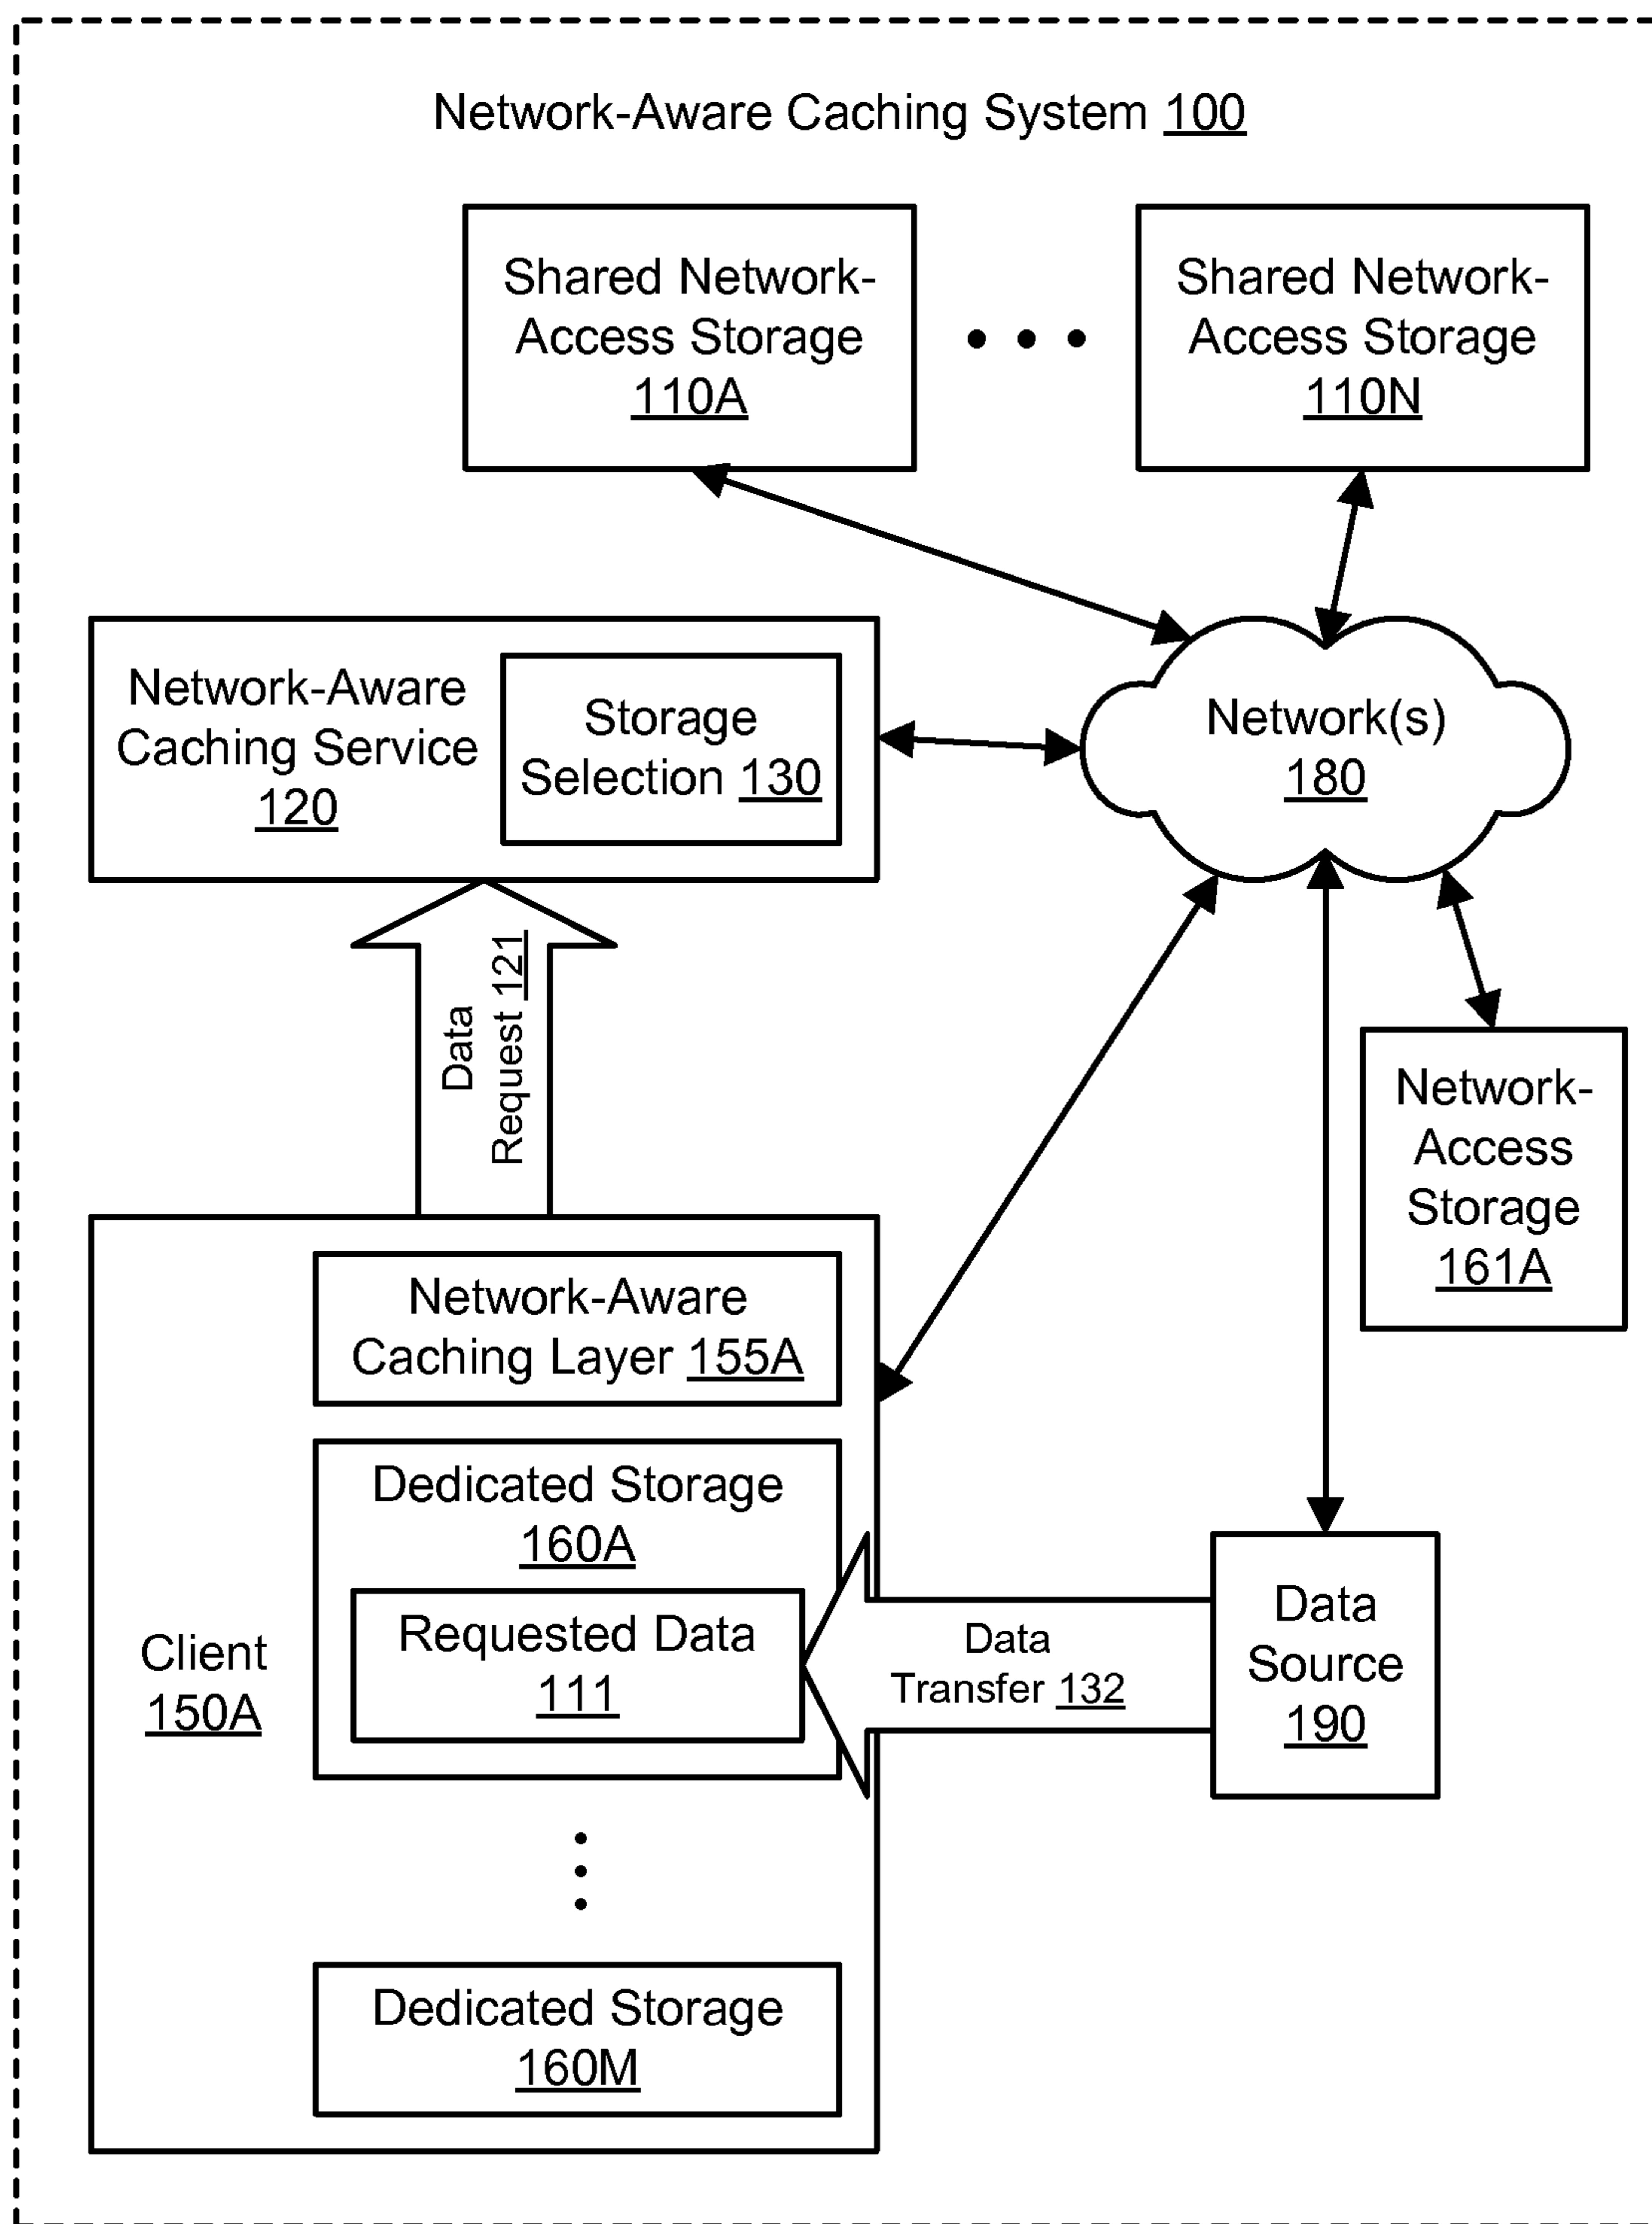 Network-Aware Caching System 100
Shared Network-
Access Storage
110A
Shared Network-
Access Storage
110N
Network-Aware
Caching Service
120
Storage
Selection 130
Network(s)
180
Data
Request 121
Network-
Access
Storage
161A
Network-Aware
Caching Layer 155A
Dedicated Storage
160A
Requested Data
111
Client
150A
Data
Transfer 132
Data
Source
190
Dedicated Storage
160M